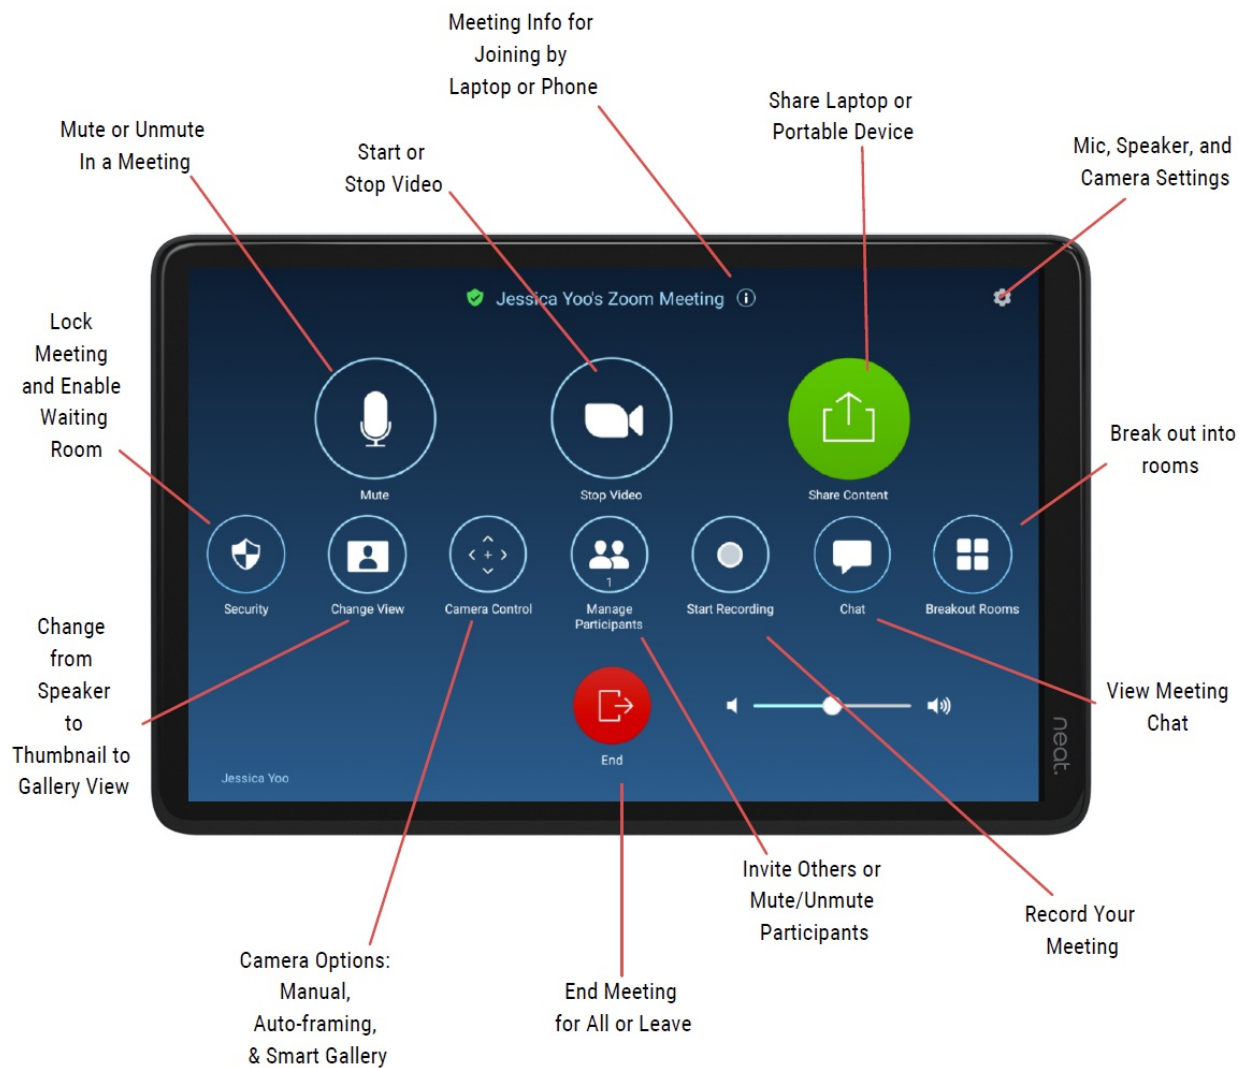 Meeting Info for
Joining by
Laptop or Phone
Share Laptop or
Portable Device
Mute or Unmute
In a Meeting
Start or
Stop Video
Mic, Speaker, and
Camera Settings
Jessica Yoo's Zoom Meeting
Lock
Meeting
and Enable
Waiting
Room
Break out into
rooms
Mute
Stop Video
Share Content
1
Security
Change View
Camera Control
Manage
Participants
Start Recording
Chat
Breakout Rooms
Change
from
Speaker
to
Thumbnail to
Gallery View
View Meeting
Chat
neat.
End
Jessica Yoo
Invite Others or
Mute/Unmute
Participants
Record Your
Meeting
Camera Options:
Manual,
Auto-framing,
& Smart Gallery
End Meeting
for All or Leave